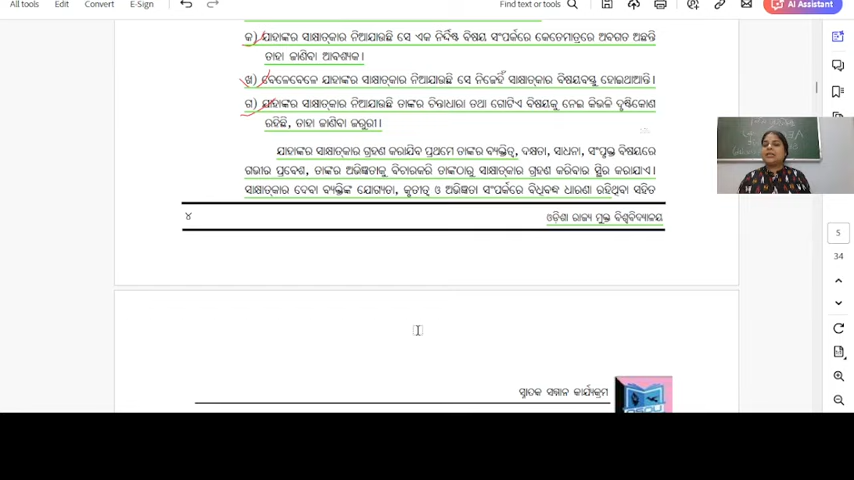 All tools Edit Convert E-Sign Find text or tools AI Assistant
କ) ଯାହାଙ୍କର ସାକ୍ଷାତ୍କାର ନିଆଯାଉଛି ସେ ଏକ ନିର୍ଦ୍ଦିଷ୍ଟ ବିଷୟ ସଂପର୍କରେ କେତେମାତ୍ରରେ ଅବଗତ ଅଛନ୍ତି
ତାହା ଜାଣିବା ଆବଶ୍ୟକ।
ଖ) ବେଳେବେଳେ ଯାହାଙ୍କର ସାକ୍ଷାତ୍କାର ନିଆଯାଉଛି ସେ ନିଜେହିଁ ସାକ୍ଷାତ୍କାର ବିଷୟବସ୍ତୁ ହୋଇଥାଆନ୍ତି।
ଗ) ଯାହାଙ୍କର ସାକ୍ଷାତ୍କାର ନିଆଯାଉଛି ତାଙ୍କର ଚିନ୍ତାଧାରା ତଥା ଗୋଟିଏ ବିଷୟକୁ ନେଇ କିଭଳି ଦୃଷ୍ଟିକୋଣ
ରହିଛି, ତାହା ଜାଣିବା ଜରୁରୀ।
ଯାହାଙ୍କର ସାକ୍ଷାତ୍କାର ଗ୍ରହଣ କରାଯିବ ପ୍ରଥମେ ତାଙ୍କର ବ୍ୟକ୍ତିତ୍ୱ, ଦକ୍ଷତା, ସାଧନା, ସଂପୃକ୍ତ ବିଷୟରେ
ଗଭୀର ପ୍ରବେଶ, ତାଙ୍କର ଅଭିଜ୍ଞତାକୁ ବିଚାରକରି ତାଙ୍କଠାରୁ ସାକ୍ଷାତ୍କାର ଗ୍ରହଣ କରିବାର ସ୍ଥିର କରାଯାଏ।
ସାକ୍ଷାତ୍କାର ଦେବା ବ୍ୟକ୍ତିଙ୍କ ଯୋଗ୍ୟତା, କୃତୀତ୍ୱ ଓ ଅଭିଜ୍ଞତା ସଂପର୍କରେ ବିଧିବଦ୍ଧ ଧାରଣା ରହିଥିବା ସହିତ
୪ ଓଡ଼ିଶା ରାଜ୍ୟ ମୁକ୍ତ ବିଶ୍ୱବିଦ୍ୟାଳୟ
5
34
ସ୍ନାତକ ସମ୍ମାନ କାର୍ଯ୍ୟକ୍ରମ